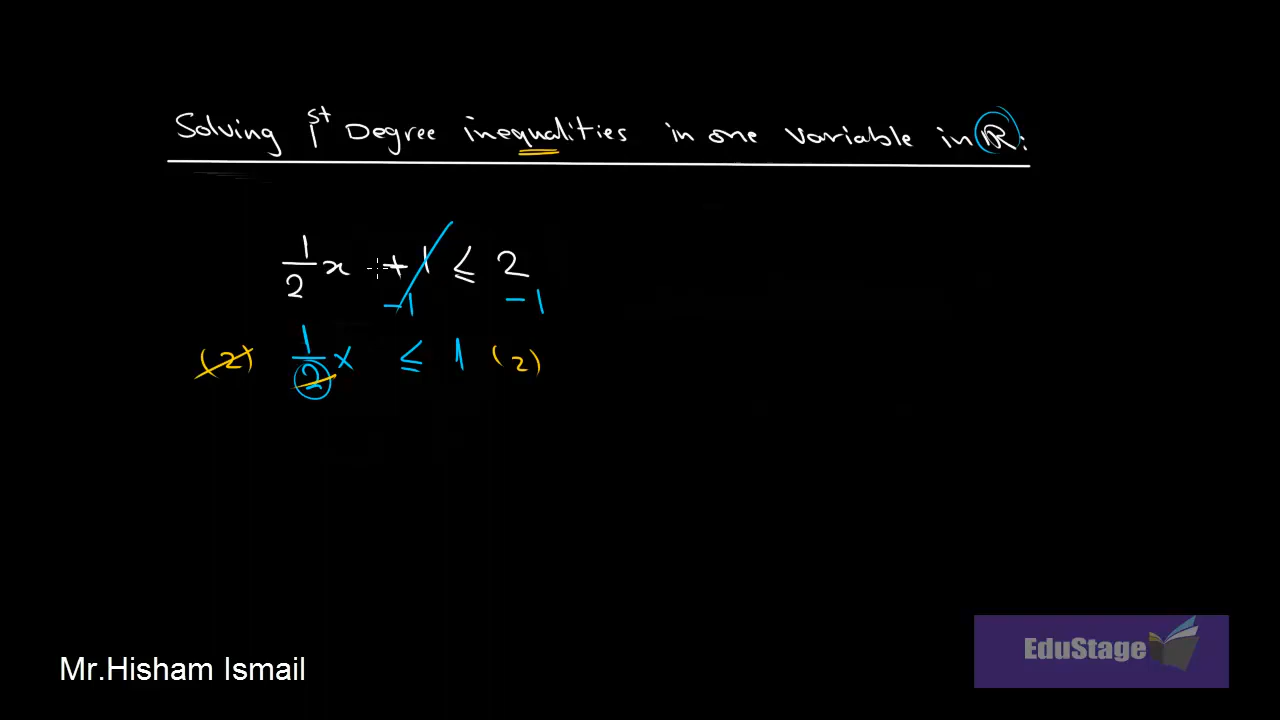 Solving 1st Degree inequalities in one variable in ℝ:
1/2 x + 1 ≤ 2
-1 -1
(2) 1/2 x ≤ 1 (2)
EduStage
Mr.Hisham Ismail